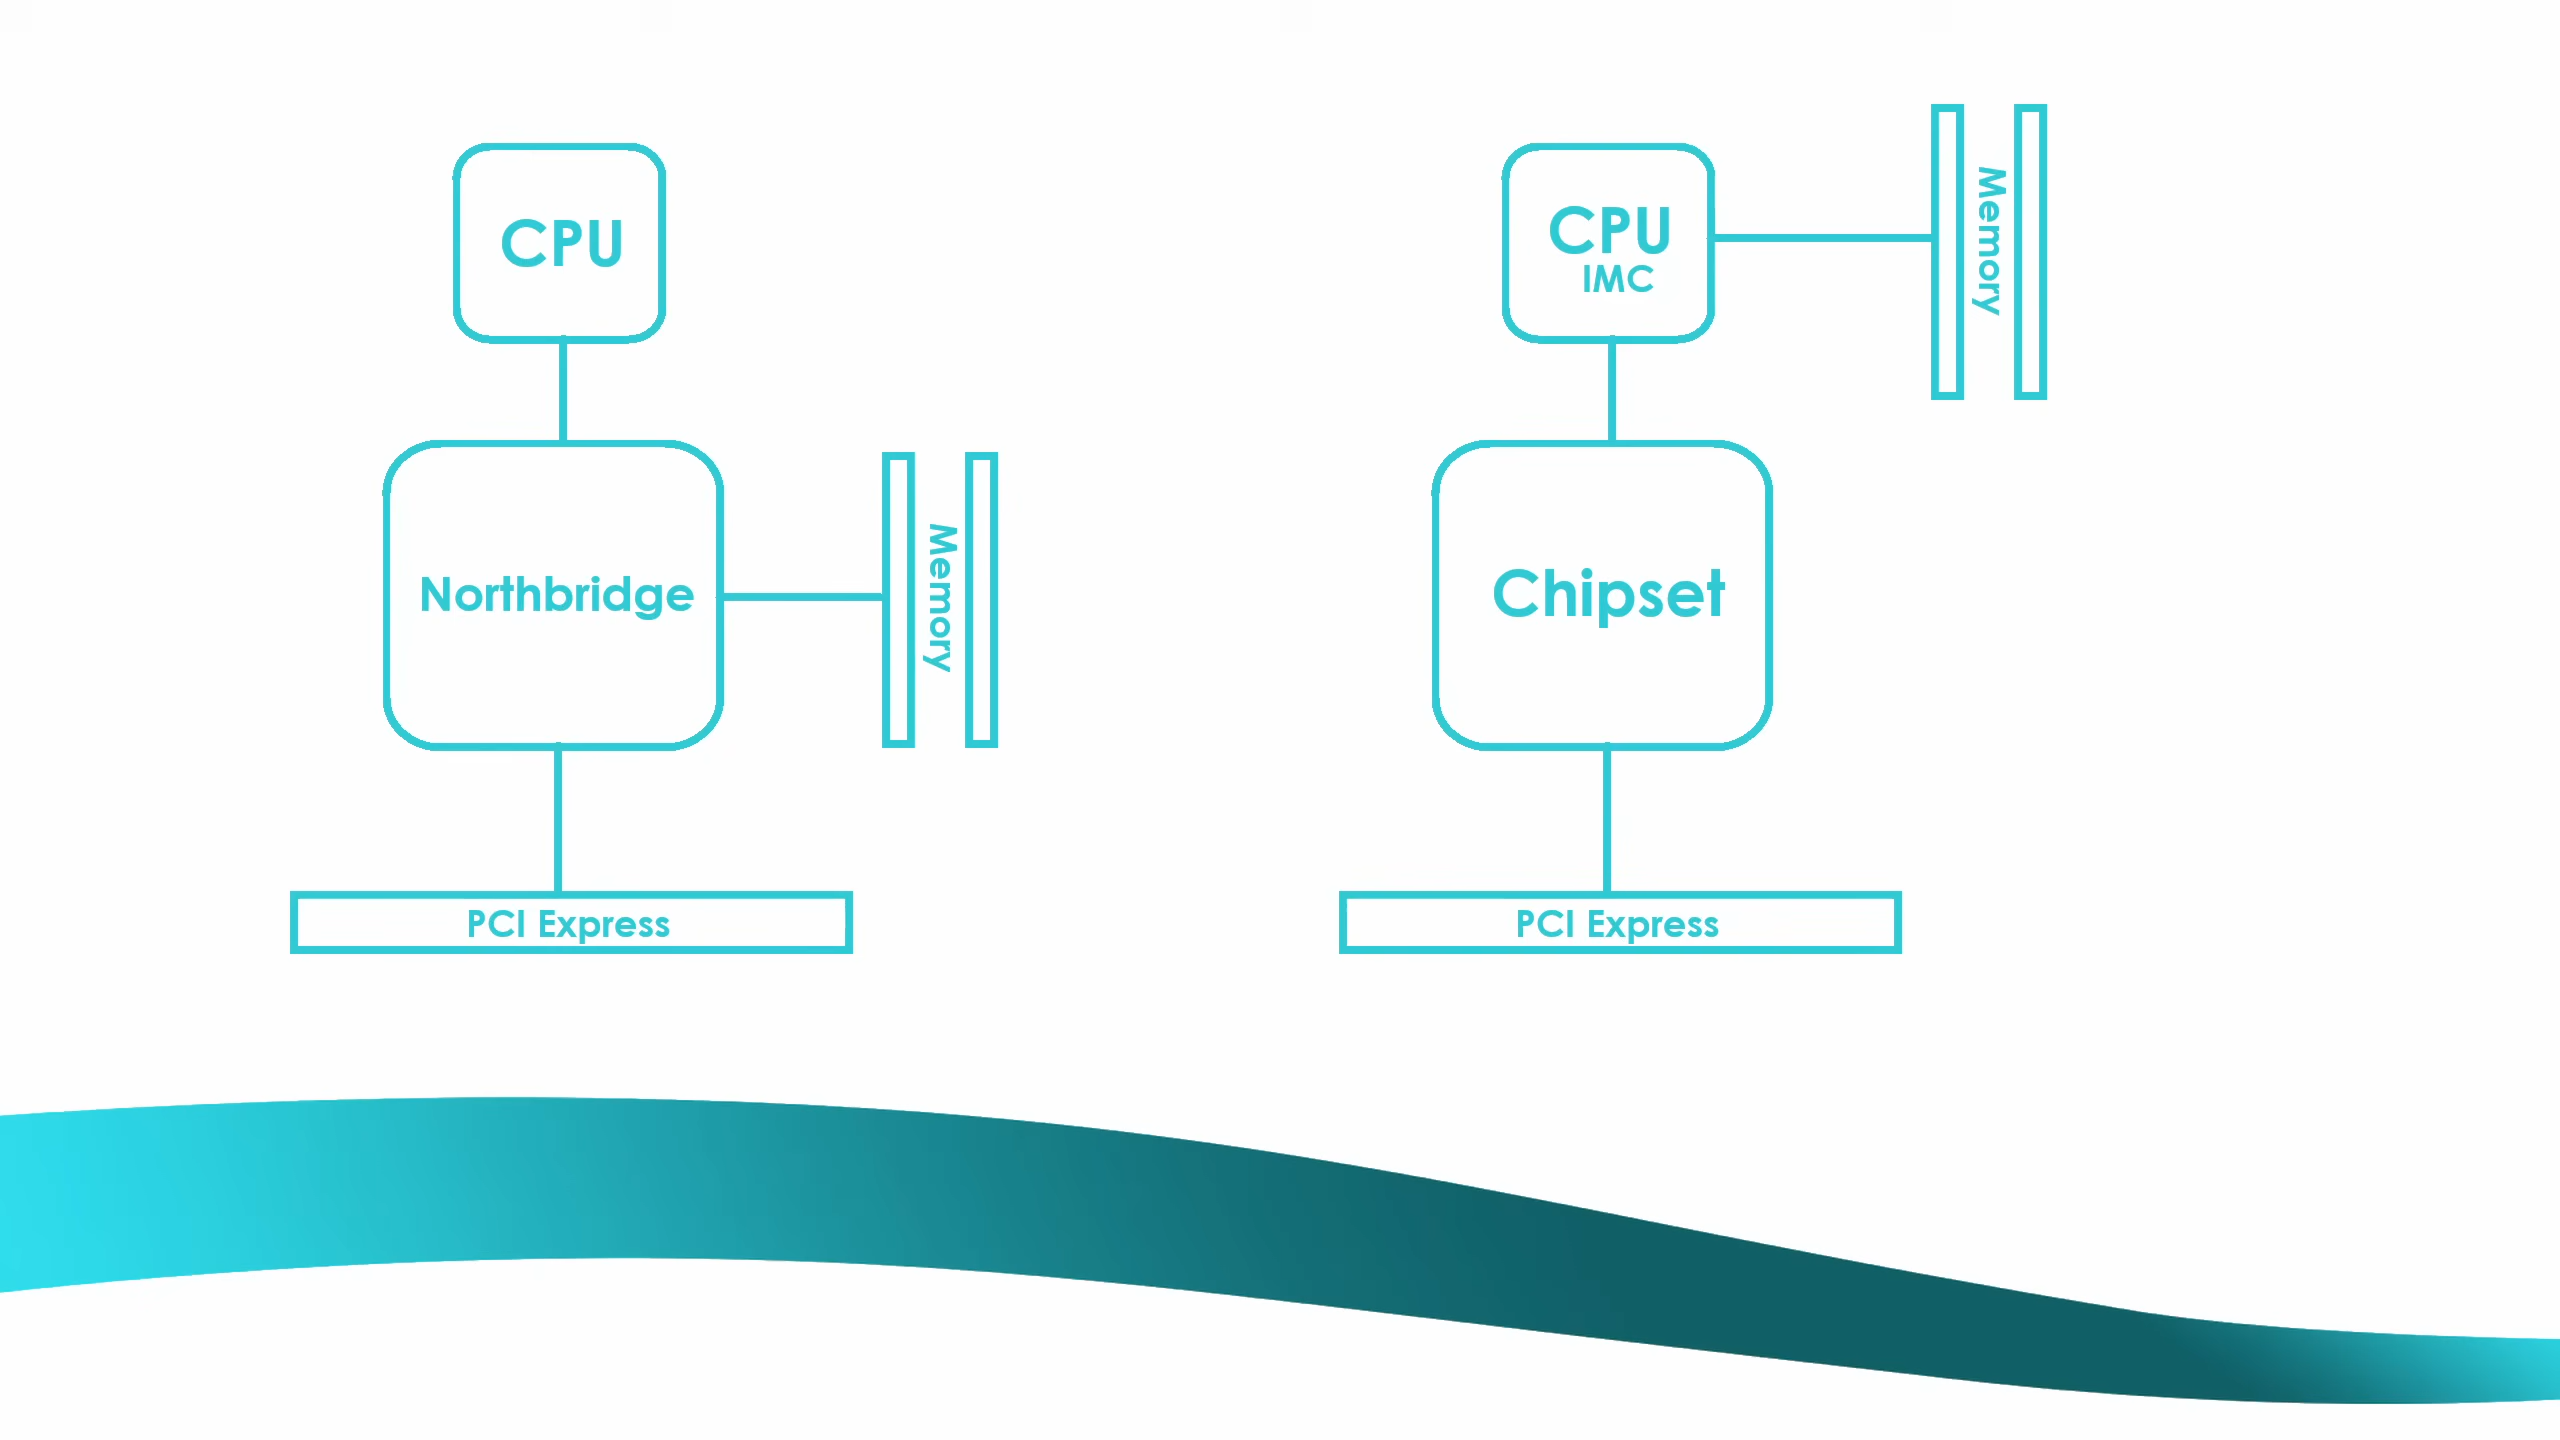 CPU
Northbridge
Memory
PCI Express
CPU
IMC
Memory
Chipset
PCI Express